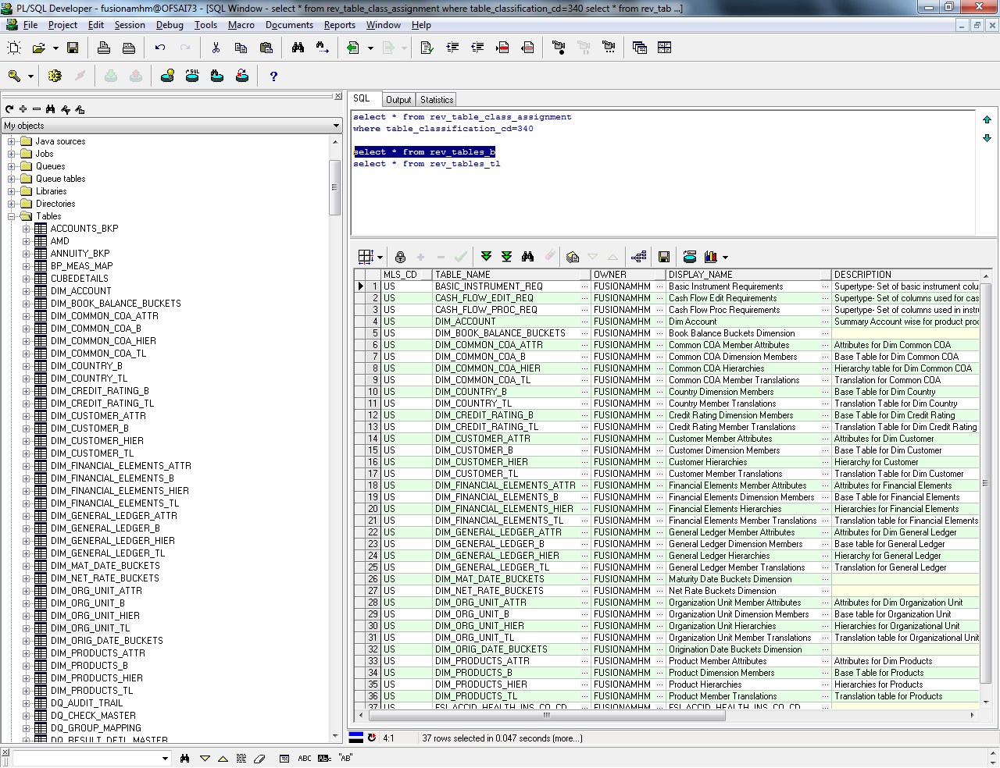 PL/SQL Developer - fusionamhm@OFSAI73 - [SQL Window - select * from rev_table_class_assignment where table_classification_cd=340 select * from rev_tab ...]
File Project Edit Session Debug Tools Macro Documents Reports Window Help
SQL
?
SQL Output Statistics
My objects
Java sources
Jobs
Queues
Queue tables
Libraries
Directories
Tables
ACCOUNTS_BKP
AMD
ANNUITY_BKP
BP_MEAS_MAP
CUBEDETAILS
DIM_ACCOUNT
DIM_BOOK_BALANCE_BUCKETS
DIM_COMMON_COA_ATTR
DIM_COMMON_COA_B
DIM_COMMON_COA_HIER
DIM_COMMON_COA_TL
DIM_COUNTRY_B
DIM_COUNTRY_TL
DIM_CREDIT_RATING_B
DIM_CREDIT_RATING_TL
DIM_CUSTOMER_ATTR
DIM_CUSTOMER_B
DIM_CUSTOMER_HIER
DIM_CUSTOMER_TL
DIM_FINANCIAL_ELEMENTS_ATTR
DIM_FINANCIAL_ELEMENTS_B
DIM_FINANCIAL_ELEMENTS_HIER
DIM_FINANCIAL_ELEMENTS_TL
DIM_GENERAL_LEDGER_ATTR
DIM_GENERAL_LEDGER_B
DIM_GENERAL_LEDGER_HIER
DIM_GENERAL_LEDGER_TL
DIM_MAT_DATE_BUCKETS
DIM_NET_RATE_BUCKETS
DIM_ORG_UNIT_ATTR
DIM_ORG_UNIT_B
DIM_ORG_UNIT_HIER
DIM_ORG_UNIT_TL
DIM_ORIG_DATE_BUCKETS
DIM_PRODUCTS_ATTR
DIM_PRODUCTS_B
DIM_PRODUCTS_HIER
DIM_PRODUCTS_TL
DQ_AUDIT_TRAIL
DQ_CHECK_MASTER
DQ_GROUP_MAPPING
DQ_RESULT_DETL_MASTER
select * from rev_table_class_assignment
where table_classification_cd=340
select * from rev_tables_b
select * from rev_tables_tl
MLS_CD TABLE_NAME OWNER DISPLAY_NAME DESCRIPTION
1 US BASIC_INSTRUMENT_REQ ... FUSIONAMHM ... Basic Instrument Requirements ... Supertype- Set of basic instrument colu
2 US CASH_FLOW_EDIT_REQ ... FUSIONAMHM ... Cash Flow Edit Requirements ... Supertype- Set of columns used for cas
3 US CASH_FLOW_PROC_REQ ... FUSIONAMHM ... Cash Flow Proc Requirements ... Supertype- Set of columns used in instr
4 US DIM_ACCOUNT ... FUSIONAMHM ... Dim Account ... Summary Account wise for product proc
5 US DIM_BOOK_BALANCE_BUCKETS ... FUSIONAMHM ... Book Balance Buckets Dimension ...
6 US DIM_COMMON_COA_ATTR ... FUSIONAMHM ... Common COA Member Attributes ... Attributes for Dim Common COA
7 US DIM_COMMON_COA_B ... FUSIONAMHM ... Common COA Dimension Members ... Base Table for Dim Common COA
8 US DIM_COMMON_COA_HIER ... FUSIONAMHM ... Common COA Hierarchies ... Hierarchy table for Dim Common COA
9 US DIM_COMMON_COA_TL ... FUSIONAMHM ... Common COA Member Translations ... Translation for Common COA
10 US DIM_COUNTRY_B ... FUSIONAMHM ... Country Dimension Members ... Base Table for Dim Country
11 US DIM_COUNTRY_TL ... FUSIONAMHM ... Country Member Translations ... Translation Table for Dim Country
12 US DIM_CREDIT_RATING_B ... FUSIONAMHM ... Credit Rating Dimension Members ... Base Table for Dim Credit Rating
13 US DIM_CREDIT_RATING_TL ... FUSIONAMHM ... Credit Rating Member Translations ... Translation Table for Dim Credit Rating
14 US DIM_CUSTOMER_ATTR ... FUSIONAMHM ... Customer Member Attributes ... Attributes for Dim Customer
15 US DIM_CUSTOMER_B ... FUSIONAMHM ... Customer Dimension Members ... Base Table for Dim Customer
16 US DIM_CUSTOMER_HIER ... FUSIONAMHM ... Customer Hierarchies ... Hierarchy for Customer
17 US DIM_CUSTOMER_TL ... FUSIONAMHM ... Customer Member Translations ... Translation Table for Dim Customer
18 US DIM_FINANCIAL_ELEMENTS_ATTR ... FUSIONAMHM ... Financial Elements Member Attributes ... Attributes for Financial Elements
19 US DIM_FINANCIAL_ELEMENTS_B ... FUSIONAMHM ... Financial Elements Dimension Members ... Base Table for Financial Elements
20 US DIM_FINANCIAL_ELEMENTS_HIER ... FUSIONAMHM ... Financial Elements Hierarchies ... Hierarchies for Financial Elements
21 US DIM_FINANCIAL_ELEMENTS_TL ... FUSIONAMHM ... Financial Elements Member Translations ... Translation table for Financial Elements
22 US DIM_GENERAL_LEDGER_ATTR ... FUSIONAMHM ... General Ledger Member Attributes ... Attributes for Dim General Ledger
23 US DIM_GENERAL_LEDGER_B ... FUSIONAMHM ... General Ledger Dimension Members ... Base table for General Ledger
24 US DIM_GENERAL_LEDGER_HIER ... FUSIONAMHM ... General Ledger Hierarchies ... Hierarchy for General Ledger
25 US DIM_GENERAL_LEDGER_TL ... FUSIONAMHM ... General Ledger Member Translations ... Translation for General Ledger
26 US DIM_MAT_DATE_BUCKETS ... FUSIONAMHM ... Maturity Date Buckets Dimension ...
27 US DIM_NET_RATE_BUCKETS ... FUSIONAMHM ... Net Rate Buckets Dimension ...
28 US DIM_ORG_UNIT_ATTR ... FUSIONAMHM ... Organization Unit Member Attributes ... Attributes for Dim Organization Unit
29 US DIM_ORG_UNIT_B ... FUSIONAMHM ... Organization Unit Dimension Members ... Base table for Organization Unit
30 US DIM_ORG_UNIT_HIER ... FUSIONAMHM ... Organization Unit Hierarchies ... Hierarchies for Organizational Unit
31 US DIM_ORG_UNIT_TL ... FUSIONAMHM ... Organization Unit Member Translations ... Translation table for Organizational Unit
32 US DIM_ORIG_DATE_BUCKETS ... FUSIONAMHM ... Origination Date Buckets Dimension ...
33 US DIM_PRODUCTS_ATTR ... FUSIONAMHM ... Product Member Attributes ... Attributes for Dim Products
34 US DIM_PRODUCTS_B ... FUSIONAMHM ... Product Dimension Members ... Base Table for Products
35 US DIM_PRODUCTS_HIER ... FUSIONAMHM ... Product Hierarchies ... Hierarchies for Products
36 US DIM_PRODUCTS_TL ... FUSIONAMHM ... Product Member Translations ... Translation table for Products
37 US FSI_ACCID_HEALTH_INS_CO_CD ... FUSIONAMHM ... FSI_ACCID_HEALTH_INS_CO_CD ...
4:1 37 rows selected in 0.047 seconds (more...)
ABC ABc "AB"